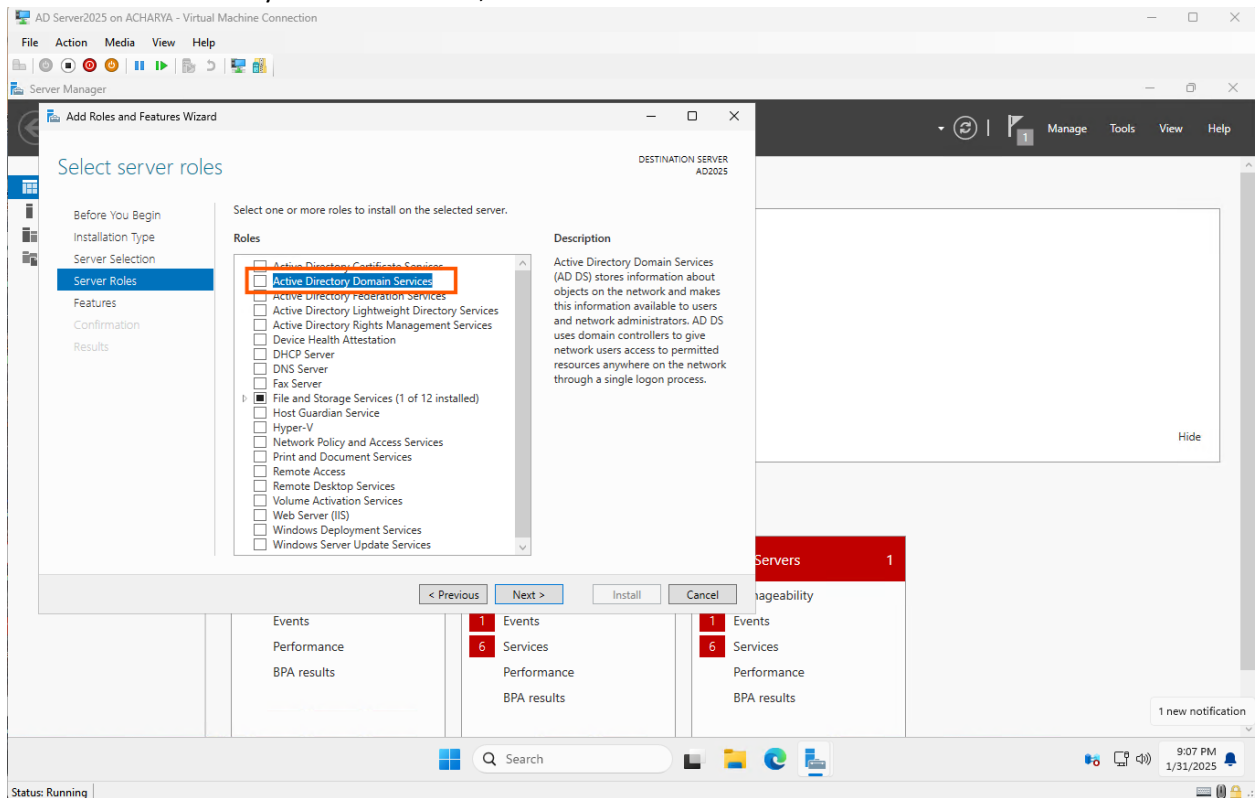 AD Server2025 on ACHARYA - Virtual Machine Connection
File Action Media View Help
Server Manager
Add Roles and Features Wizard
1 Manage Tools View Help
Select server roles
DESTINATION SERVER
AD2025
Before You Begin
Installation Type
Server Selection
Server Roles
Features
Confirmation
Results
Select one or more roles to install on the selected server.
Roles
Active Directory Certificate Services
Active Directory Domain Services
Active Directory Federation Services
Active Directory Lightweight Directory Services
Active Directory Rights Management Services
Device Health Attestation
DHCP Server
DNS Server
Fax Server
File and Storage Services (1 of 12 installed)
Host Guardian Service
Hyper-V
Network Policy and Access Services
Print and Document Services
Remote Access
Remote Desktop Services
Volume Activation Services
Web Server (IIS)
Windows Deployment Services
Windows Server Update Services
Description
Active Directory Domain Services
(AD DS) stores information about
objects on the network and makes
this information available to users
and network administrators. AD DS
uses domain controllers to give
network users access to permitted
resources anywhere on the network
through a single logon process.
< Previous Next > Install Cancel
Hide
Servers 1
nageability
Events
Performance
BPA results
1 Events
6 Services
Performance
BPA results
1 Events
6 Services
Performance
BPA results
1 new notification
Search
9:07 PM
1/31/2025
Status: Running